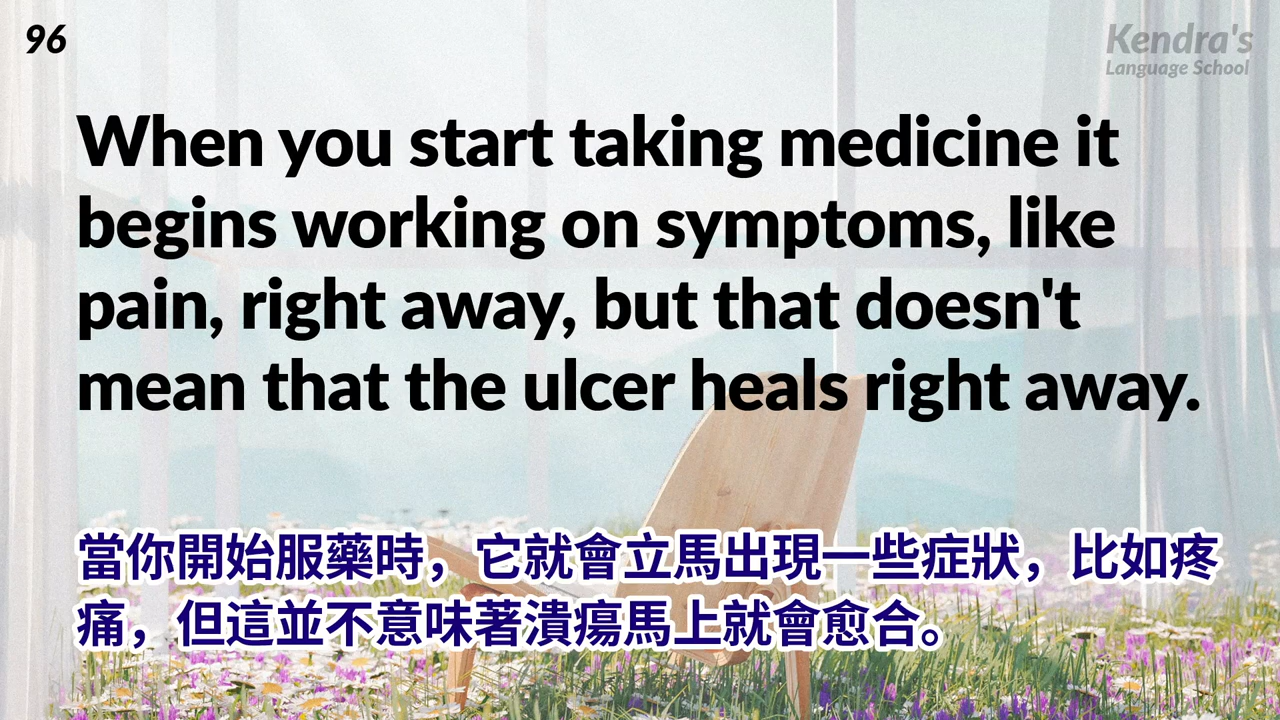 96
Kendra's
Language School
When you start taking medicine it
begins working on symptoms, like
pain, right away, but that doesn't
mean that the ulcer heals right away.
當你開始服藥時，它就會立馬出現一些症狀，比如疼
痛，但這並不意味著潰瘍馬上就會愈合。